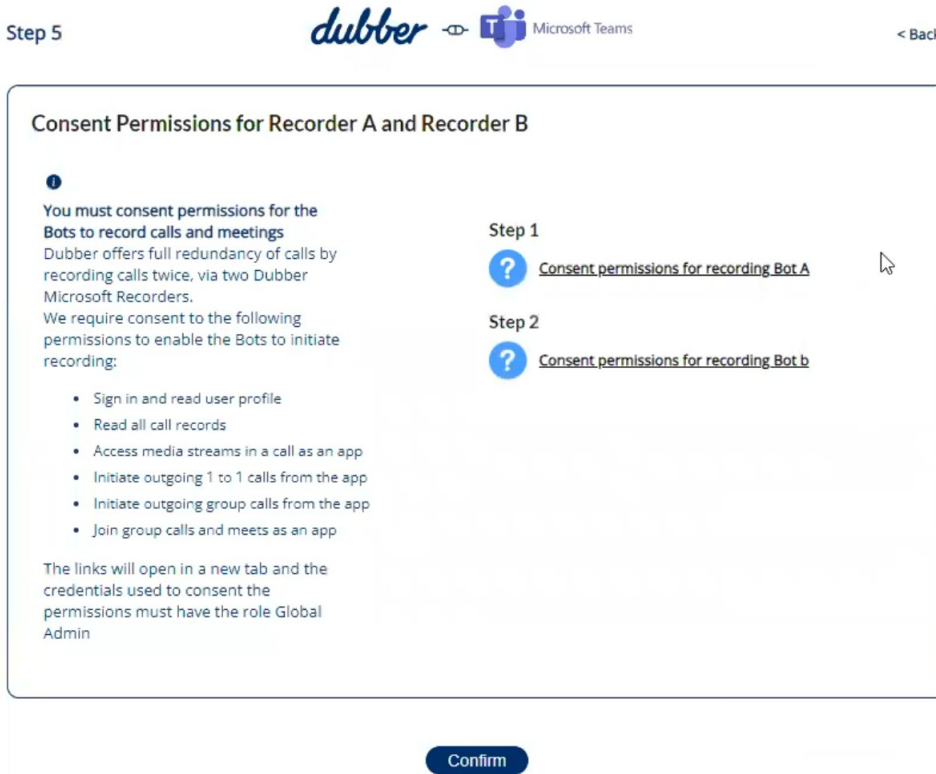 Step 5
dubber
Microsoft Teams
< Back
Consent Permissions for Recorder A and Recorder B
You must consent permissions for the
Bots to record calls and meetings
Dubber offers full redundancy of calls by
recording calls twice, via two Dubber
Microsoft Recorders.
We require consent to the following
permissions to enable the Bots to initiate
recording:
• Sign in and read user profile
• Read all call records
• Access media streams in a call as an app
• Initiate outgoing 1 to 1 calls from the app
• Initiate outgoing group calls from the app
• Join group calls and meets as an app
The links will open in a new tab and the
credentials used to consent the
permissions must have the role Global
Admin
Step 1
? Consent permissions for recording Bot A
Step 2
? Consent permissions for recording Bot b
Confirm